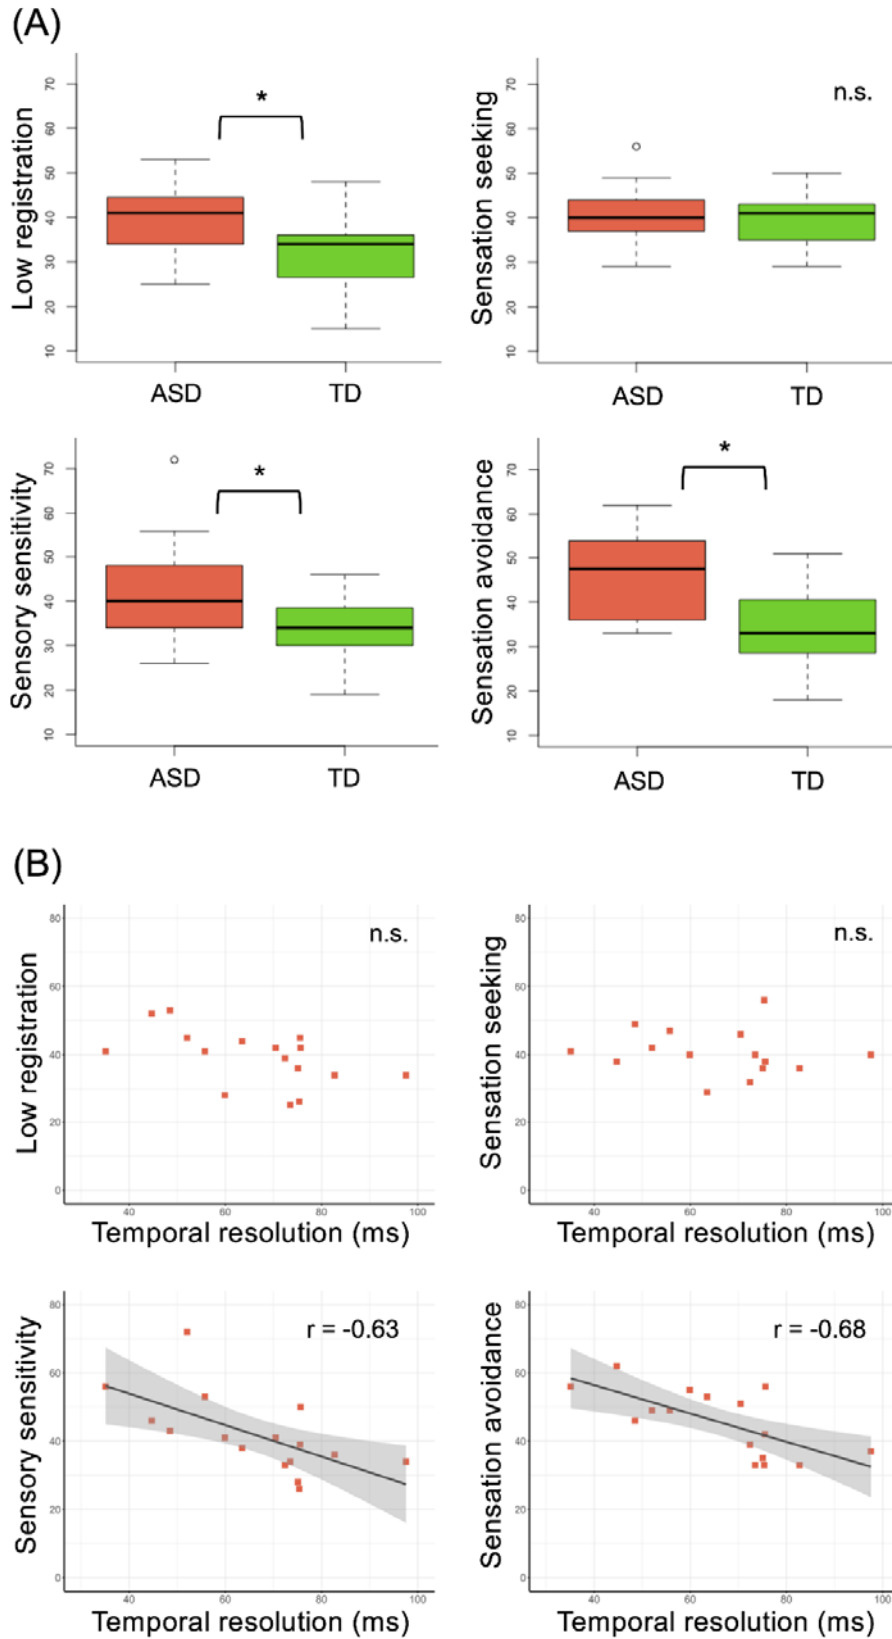 (A)
Low registration
70
60
50
40
30
20
10
*
ASD
TD
Sensation seeking
70
60
50
40
30
20
10
n.s.
ASD
TD
Sensory sensitivity
70
60
50
40
30
20
10
*
ASD
TD
Sensation avoidance
70
60
50
40
30
20
10
*
ASD
TD
(B)
Low registration
80
60
40
20
0
n.s.
40 60 80 100
Temporal resolution (ms)
Sensation seeking
80
60
40
20
0
n.s.
40 60 80 100
Temporal resolution (ms)
Sensory sensitivity
80
60
40
20
0
r = -0.63
40 60 80 100
Temporal resolution (ms)
Sensation avoidance
80
60
40
20
0
r = -0.68
40 60 80 100
Temporal resolution (ms)